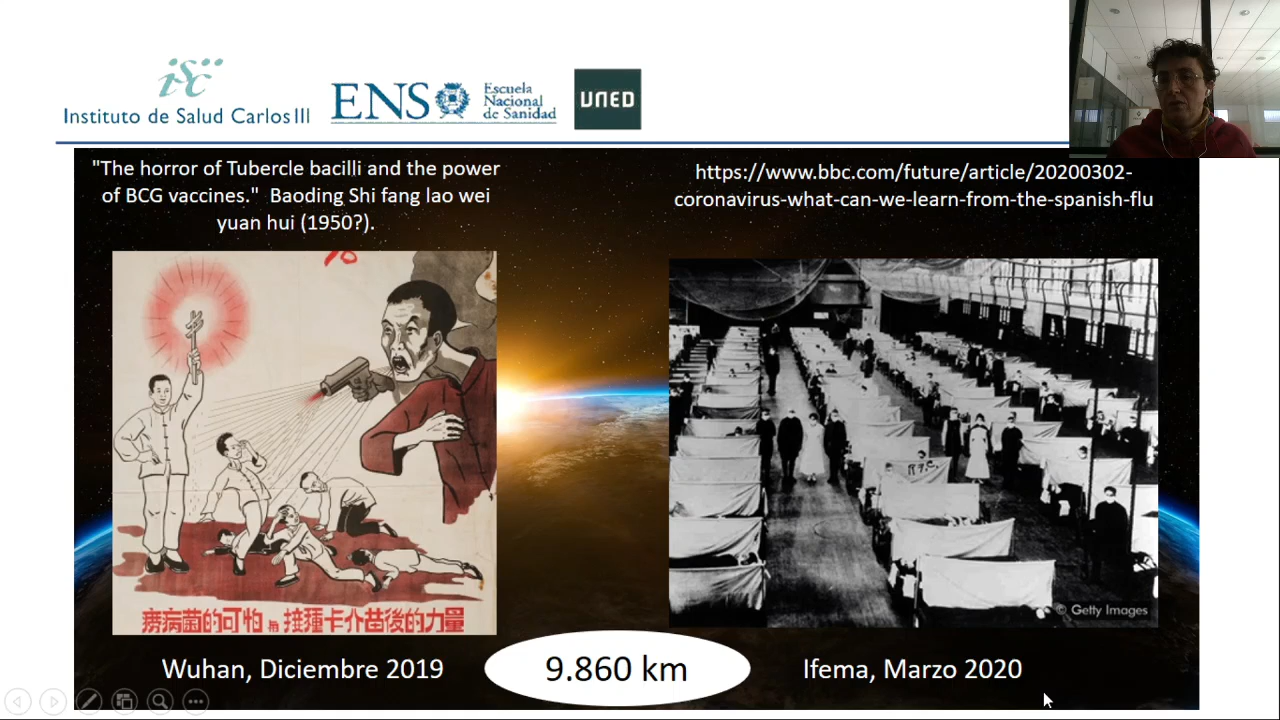 isc
Instituto de Salud Carlos III
ENS
Escuela
Nacional
de Sanidad
UNED
"The horror of Tubercle bacilli and the power
of BCG vaccines." Baoding Shi fang lao wei
yuan hui (1950?).
https://www.bbc.com/future/article/20200302-
coronavirus-what-can-we-learn-from-the-spanish-flu
癆病菌的可怕和接種卡介苗後的力量
© Getty Images
Wuhan, Diciembre 2019
9.860 km
Ifema, Marzo 2020